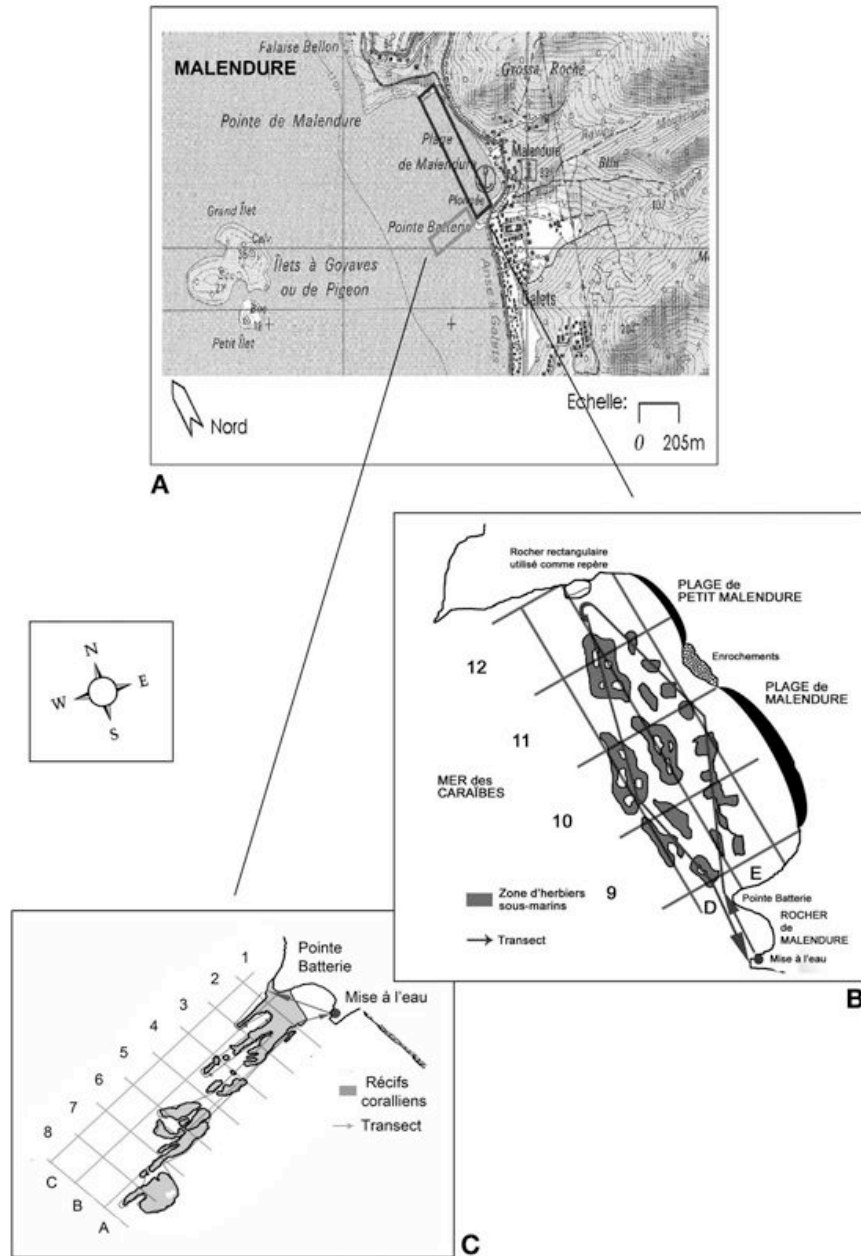 Falaise Bellon
MALENDURE
Grosse Roche
Pointe de Malendure
Plage
de Malendure
Malendure
Plongée
Pointe Batterie
Grand Îlet
Îlets à Goyaves
ou de Pigeon
Petit Îlet
Anse à Galets
Galets
Nord
Echelle:
0 205m
A
Rocher rectangulaire
utilisé comme repère
PLAGE de
PETIT MALENDURE
Enrochements
PLAGE de
MALENDURE
12
11
MER des
CARAÏBES
10
9
Zone d'herbiers
sous-marins
Transect
E
D
Pointe Batterie
ROCHER
de
MALENDURE
Mise à l'eau
B
N
W E
S
Pointe
Batterie
Mise à l'eau
1
2
3
4
5
6
7
8
C
B
A
Récifs
coralliens
Transect
C